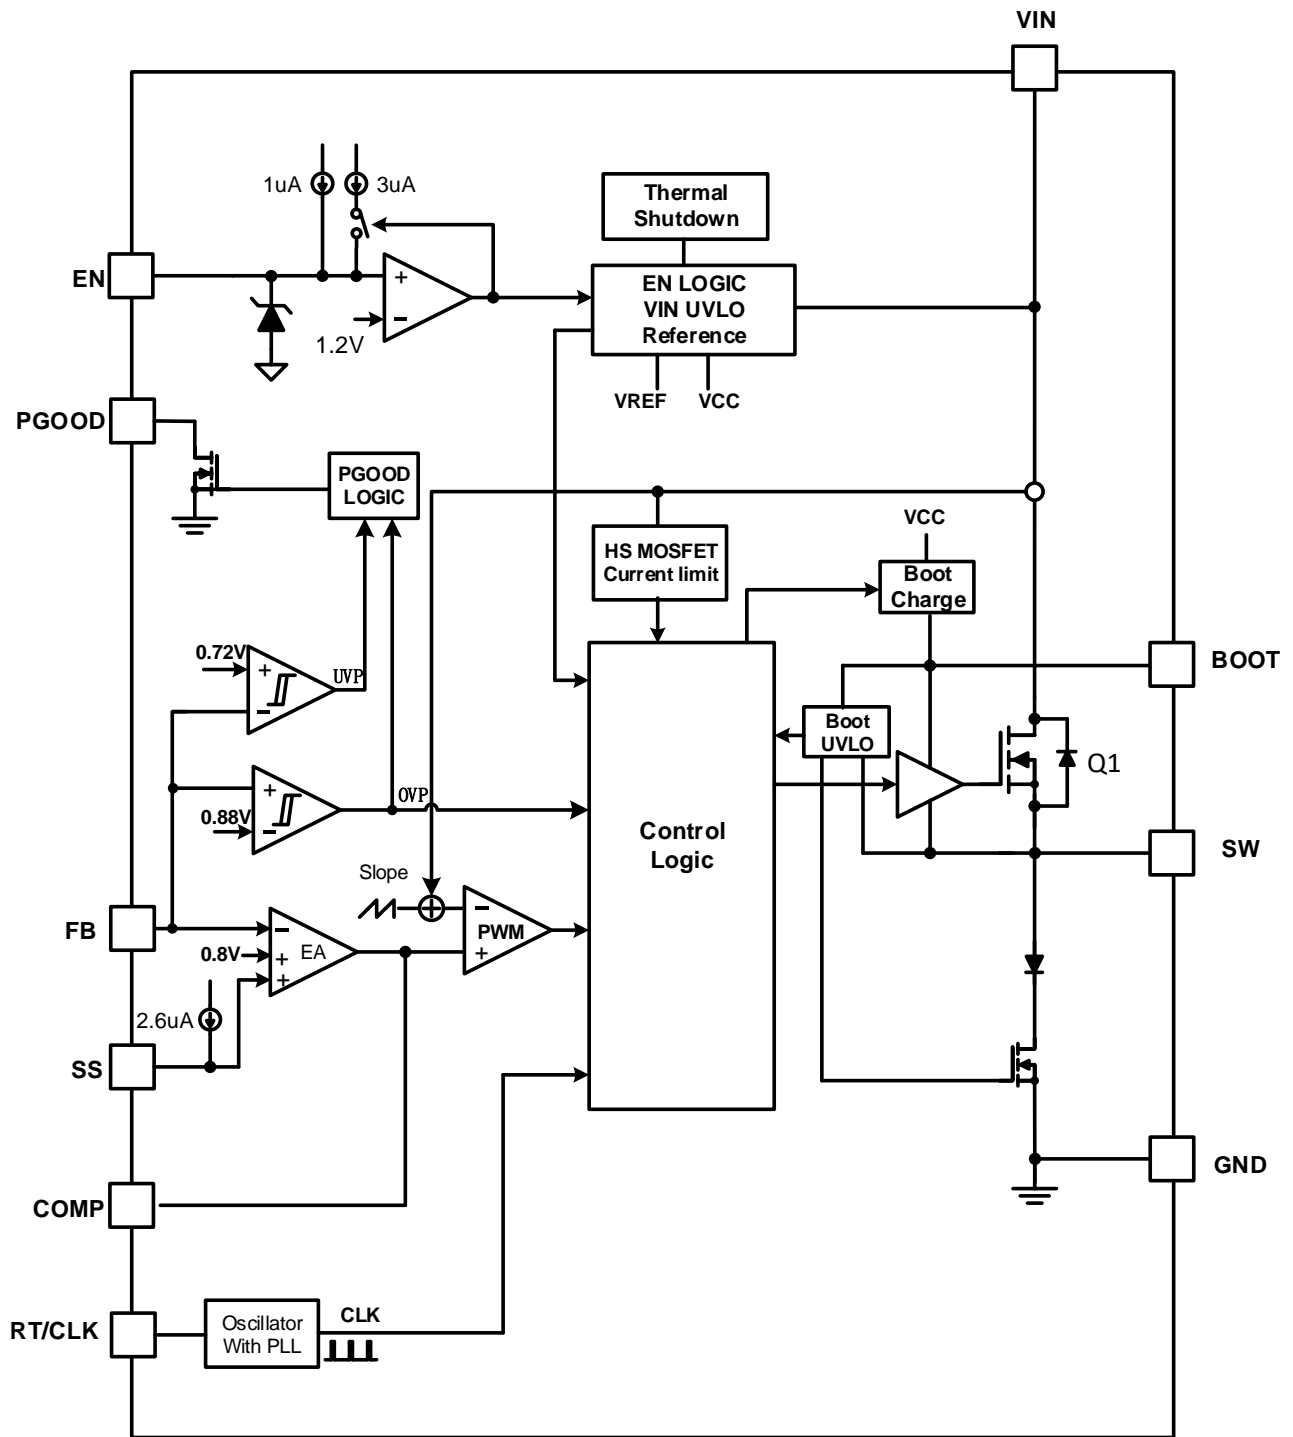 VIN
1uA
3uA
Thermal
Shutdown
EN
+
−
1.2V
EN LOGIC
VIN UVLO
Reference
VREF
VCC
PGOOD
PGOOD
LOGIC
HS MOSFET
Current limit
VCC
Boot
Charge
0.72V
+
−
UVP
BOOT
Boot
UVLO
Q1
+
0.88V
−
OVP
Control
Logic
SW
Slope
+
−
PWM
+
FB
−
0.8V
+
EA
+
2.6uA
SS
GND
COMP
RT/CLK
Oscillator
With PLL
CLK